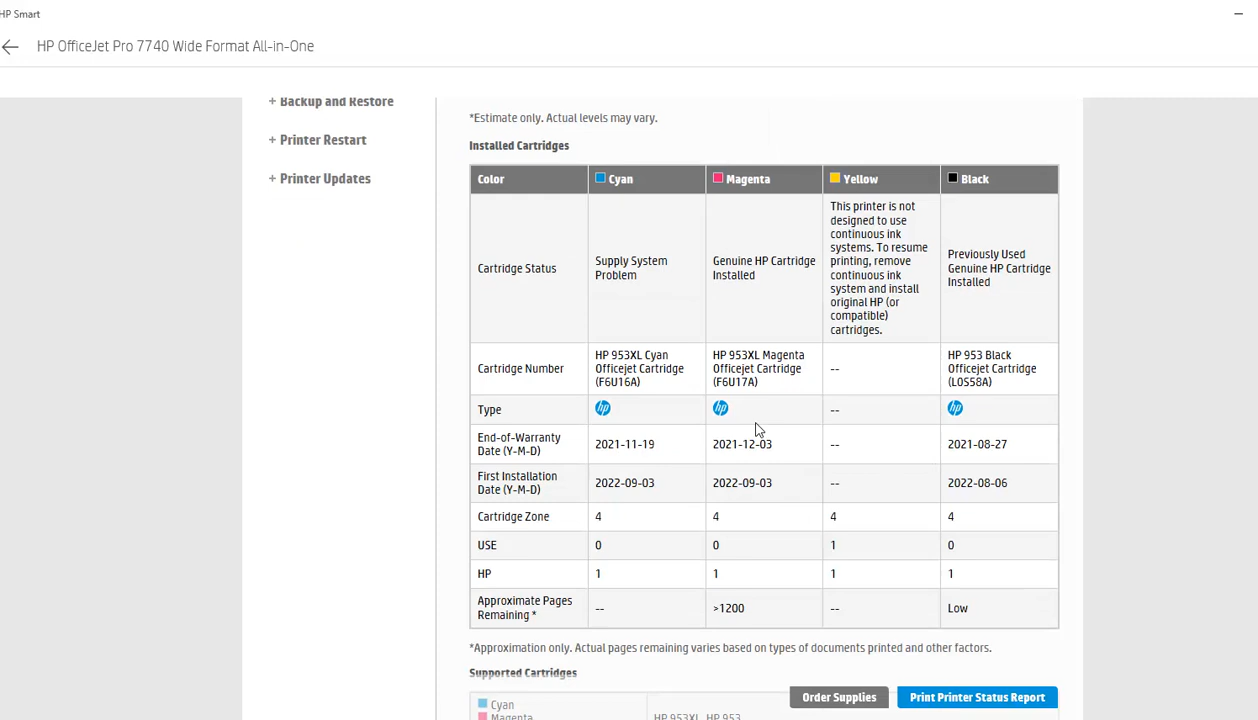 HP Smart
HP OfficeJet Pro 7740 Wide Format All-in-One
+ Backup and Restore
+ Printer Restart
+ Printer Updates
*Estimate only. Actual levels may vary.
Installed Cartridges
Color
Cyan
Magenta
Yellow
Black
Cartridge Status
Supply System
Problem
Genuine HP Cartridge
Installed
This printer is not
designed to use
continuous ink
systems. To resume
printing, remove
continuous ink
system and install
original HP (or
compatible)
cartridges.
Previously Used
Genuine HP Cartridge
Installed
Cartridge Number
HP 953XL Cyan
Officejet Cartridge
(F6U16A)
HP 953XL Magenta
Officejet Cartridge
(F6U17A)
--
HP 953 Black
Officejet Cartridge
(L0S58A)
Type
hp
hp
--
hp
End-of-Warranty
Date (Y-M-D)
2021-11-19
2021-12-03
--
2021-08-27
First Installation
Date (Y-M-D)
2022-09-03
2022-09-03
--
2022-08-06
Cartridge Zone
4
4
4
4
USE
0
0
1
0
HP
1
1
1
1
Approximate Pages
Remaining *
--
>1200
--
Low
*Approximation only. Actual pages remaining varies based on types of documents printed and other factors.
Supported Cartridges
Cyan
Magenta
HP 953XL, HP 953
Order Supplies
Print Printer Status Report